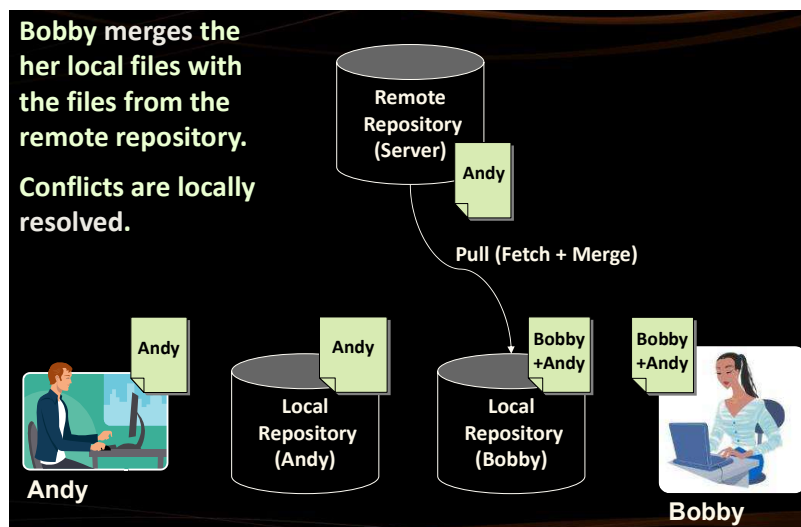 Bobby merges the
her local files with
the files from the
remote repository.
Conflicts are locally
resolved.
Remote
Repository
(Server)
Andy
Pull (Fetch + Merge)
Andy
Andy
Bobby
+Andy
Bobby
+Andy
Local
Repository
(Andy)
Local
Repository
(Bobby)
Andy
Bobby